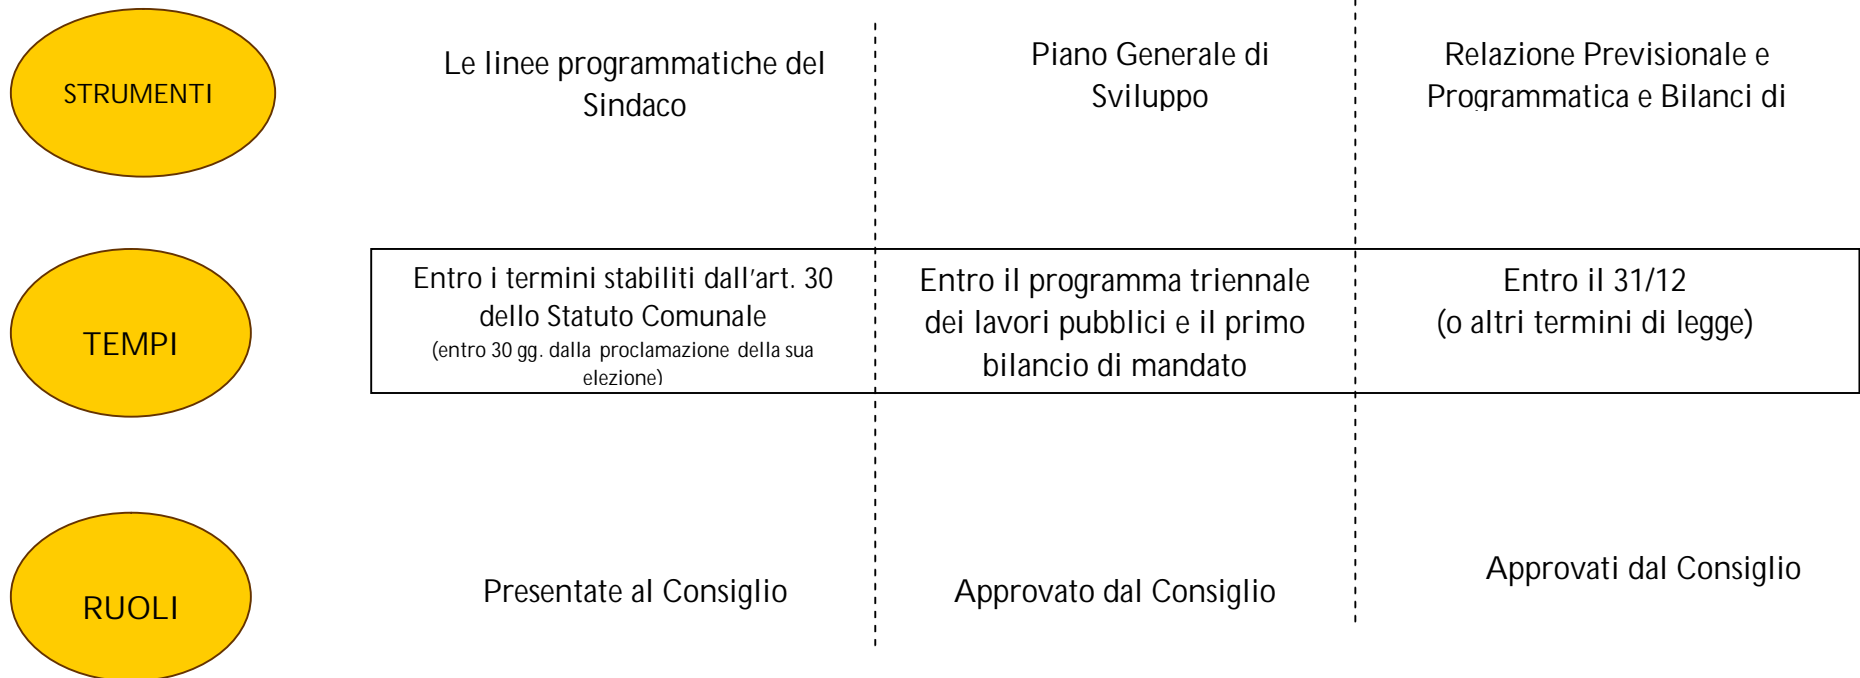 STRUMENTI
Le linee programmatiche del
Sindaco
Piano Generale di
Sviluppo
Relazione Previsionale e
Programmatica e Bilanci di
TEMPI
Entro i termini stabiliti dall'art. 30
dello Statuto Comunale
(entro 30 gg. dalla proclamazione della sua
elezione)
Entro il programma triennale
dei lavori pubblici e il primo
bilancio di mandato
Entro il 31/12
(o altri termini di legge)
RUOLI
Presentate al Consiglio
Approvato dal Consiglio
Approvati dal Consiglio